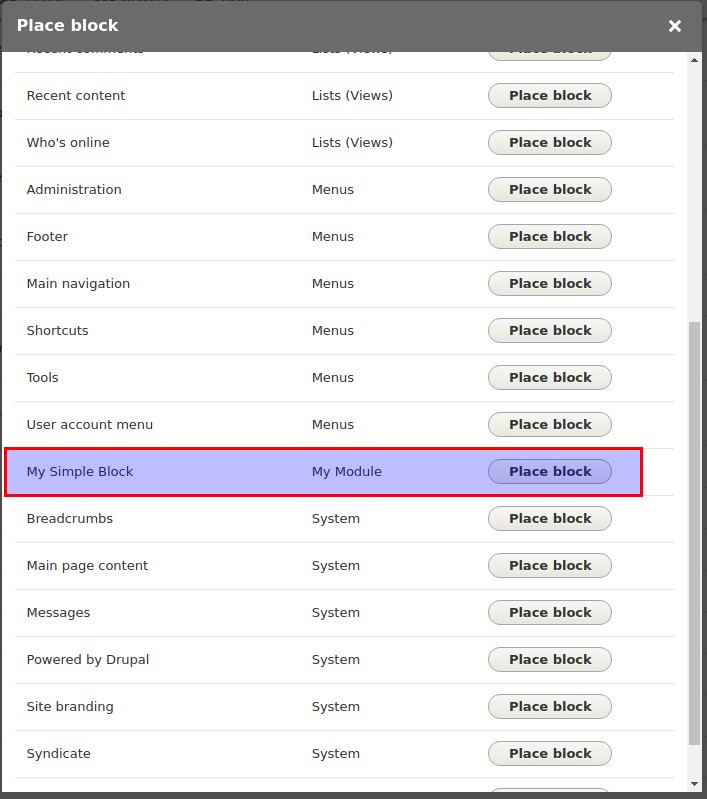 Place block ×
Recent comments Lists (Views) Place block
Recent content Lists (Views) Place block
Who's online Lists (Views) Place block
Administration Menus Place block
Footer Menus Place block
Main navigation Menus Place block
Shortcuts Menus Place block
Tools Menus Place block
User account menu Menus Place block
My Simple Block My Module Place block
Breadcrumbs System Place block
Main page content System Place block
Messages System Place block
Powered by Drupal System Place block
Site branding System Place block
Syndicate System Place block